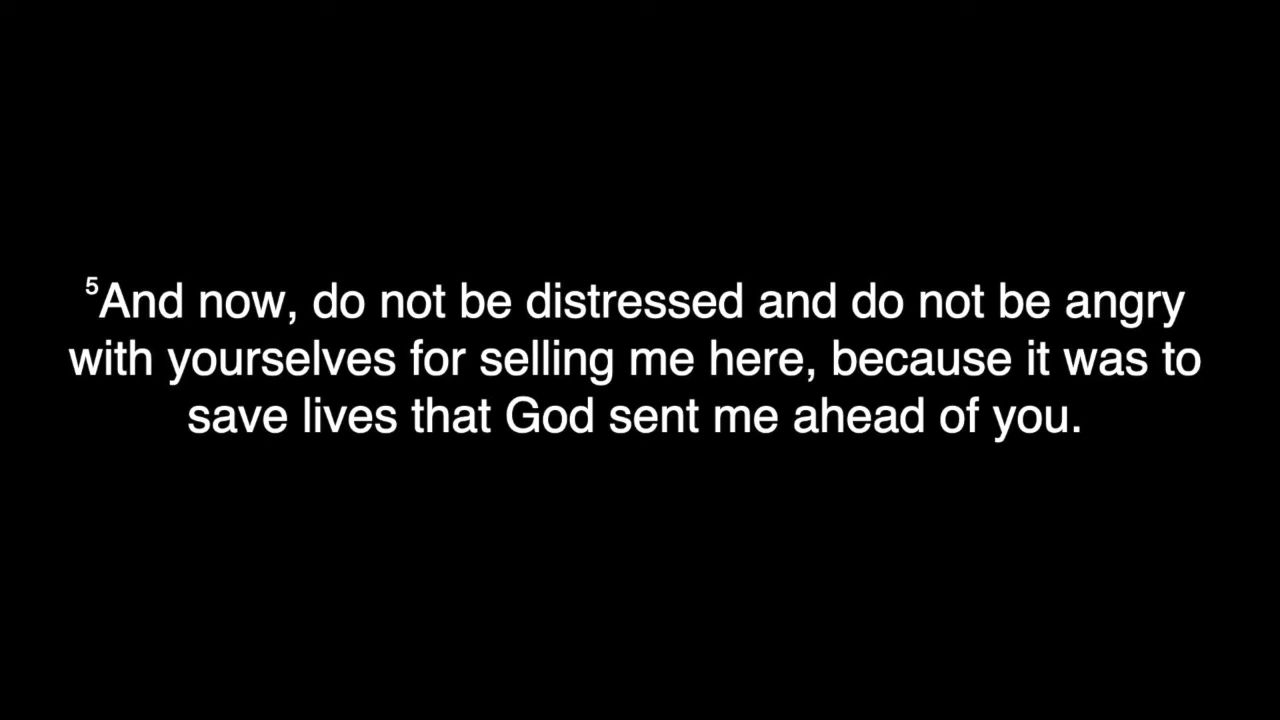 ⁵And now, do not be distressed and do not be angry
with yourselves for selling me here, because it was to
save lives that God sent me ahead of you.